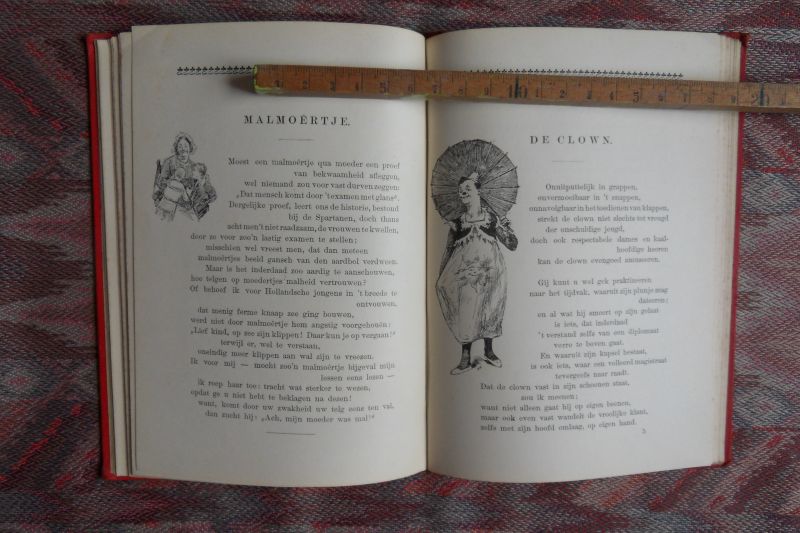 MALMOËRTJE.
Moest een malmoërtje qua moeder een proef
van bekwaamheid afleggen,
wel niemand zou voor vast durven zeggen:
„Dat mensch komt door 't examen met glans".
Dergelijke proef, leert ons de historie, bestond
bij de Spartanen, doch thans
acht men 't niet raadzaam, de vrouwen te kwellen,
door ze voor zoo'n lastig examen te stellen;
misschien wel vreest men, dat dan meteen
malmoërtjes beeld gansch van den aardbol verdween.
Maar is het inderdaad zoo aardig te aanschouwen,
hoe telgen op moedertjes' malheid vertrouwen?
Of behoef ik voor Hollandsche jongens in 't breede te
ontvouwen,
dat menig ferme knaap zee ging bouwen,
werd niet door malmoërtje hem angstig voorgehouên:
„Lief kind, op zee zijn klippen! Daar kun je op vergaan!"
terwijl er, wel te verstaan,
oneindig meer klippen aan wal zijn te vreezen.
Ik voor mij — mocht zoo'n malmoërtje bijgeval mijn
lessen eens lezen —
ik roep haar toe: tracht wat sterker te wezen,
opdat ge u niet hebt te beklagen na dezen!
want, komt door uw zwakheid uw telg eens ten val,
dan zucht hij: „Ach, mijn moeder was mal!"
DE CLOWN.
Onuitputtelijk in grappen,
onvermoeibaar in 't snappen,
onnavolgbaar in het toedienen van klappen,
strekt de clown niet slechts tot vreugd
der onschuldige jeugd,
doch ook respectabele dames en kaal-
hoofdige heeren
kan de clown evengoed amuseeren.
Gij kunt u wel gek praktizeeren
naar het tijdvak, waaruit zijn plunje mag
dateeren;
en al wat hij smeert op zijn gelaat
is iets, dat inderdaad
't verstand zelfs van een diplomaat
verre te boven gaat.
En waaruit zijn kapsel bestaat,
is ook iets, waar een volleerd magistraat
tevergeefs naar raadt.
Dat de clown vast in zijn schoenen staat,
zou ik meenen;
want niet alleen gaat hij op eigen beenen,
maar ook even vast wandelt de vroolijke klant,
zelfs met zijn hoofd omlaag, op eigen hand.
3.
10
20